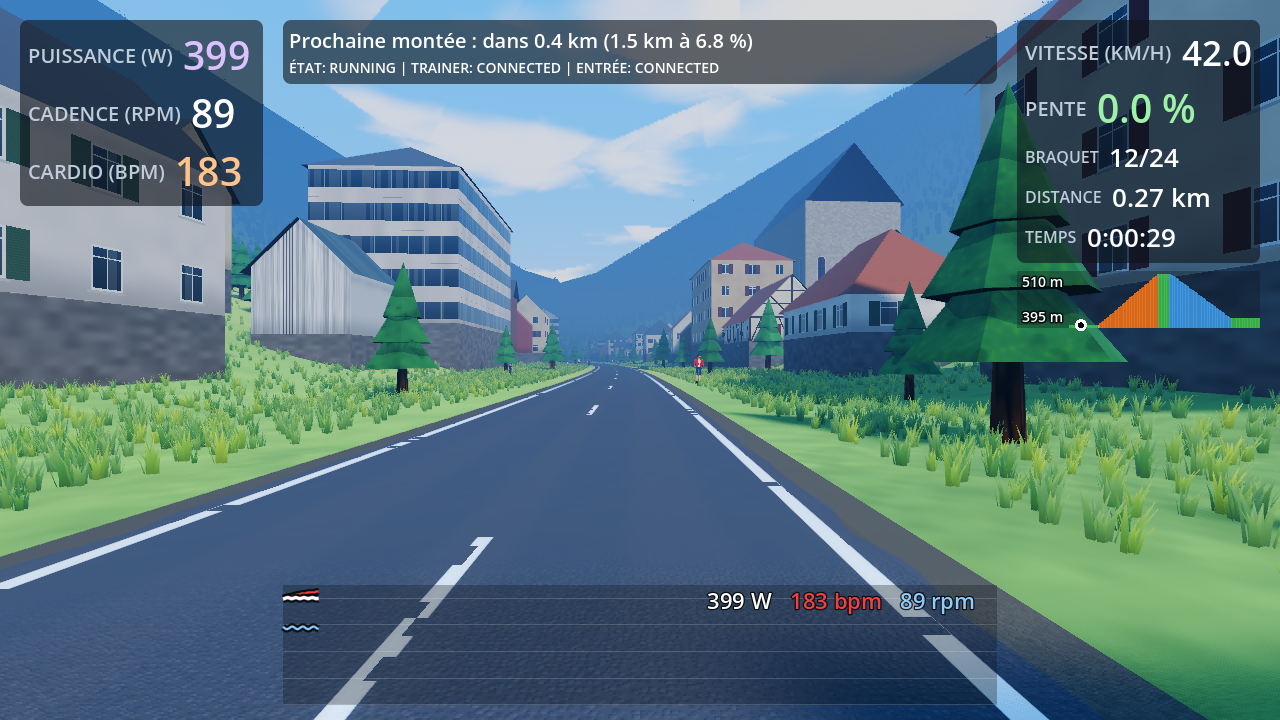 PUISSANCE (W) 399
CADENCE (RPM) 89
CARDIO (BPM) 183
Prochaine montée : dans 0.4 km (1.5 km à 6.8 %)
ÉTAT: RUNNING | TRAINER: CONNECTED | ENTRÉE: CONNECTED
VITESSE (KM/H) 42.0
PENTE 0.0 %
BRAQUET 12/24
DISTANCE 0.27 km
TEMPS 0:00:29
510 m
395 m
399 W 183 bpm 89 rpm